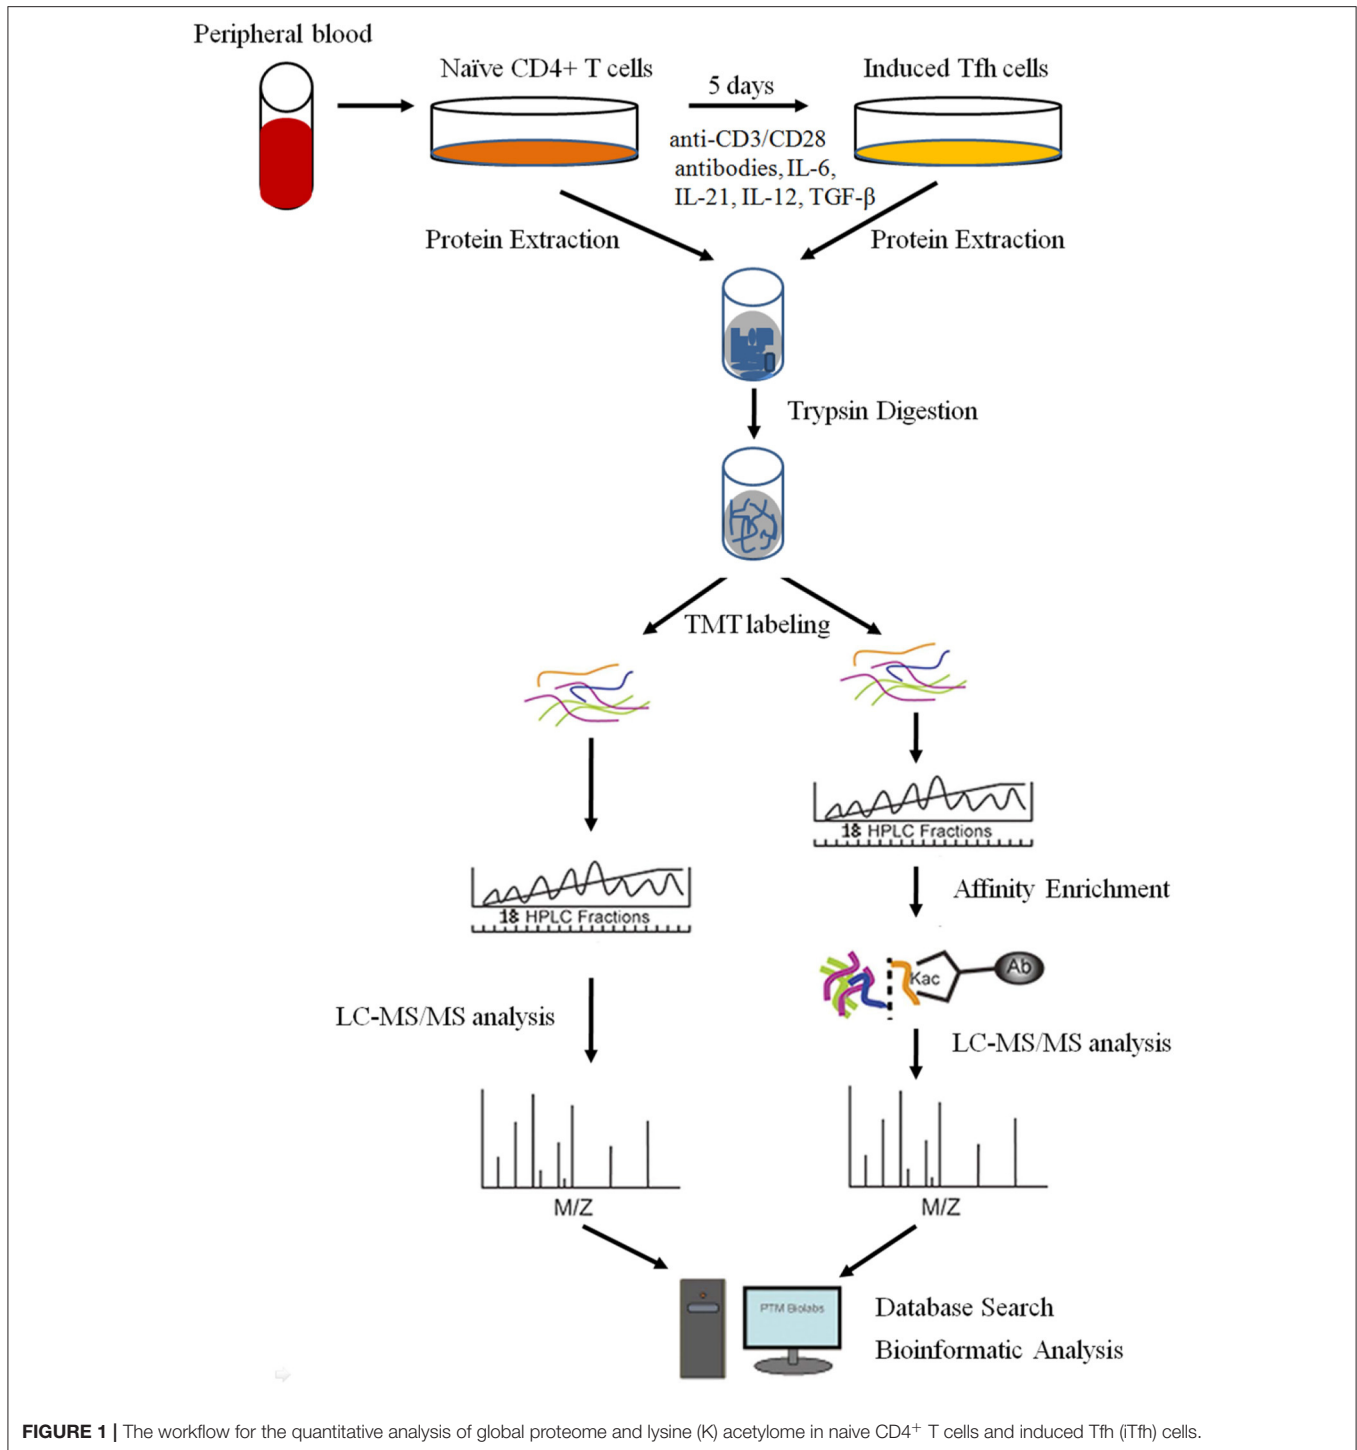 Peripheral blood
Naïve CD4+ T cells
5 days
Induced Tfh cells
anti-CD3/CD28
antibodies, IL-6,
IL-21, IL-12, TGF-β
Protein Extraction
Protein Extraction
Trypsin Digestion
TMT labeling
18 HPLC Fractions
18 HPLC Fractions
Affinity Enrichment
Kac
Ab
LC-MS/MS analysis
LC-MS/MS analysis
M/Z
M/Z
PTM Biolabs
Database Search
Bioinformatic Analysis
FIGURE 1 | The workflow for the quantitative analysis of global proteome and lysine (K) acetylome in naive CD4+ T cells and induced Tfh (iTfh) cells.